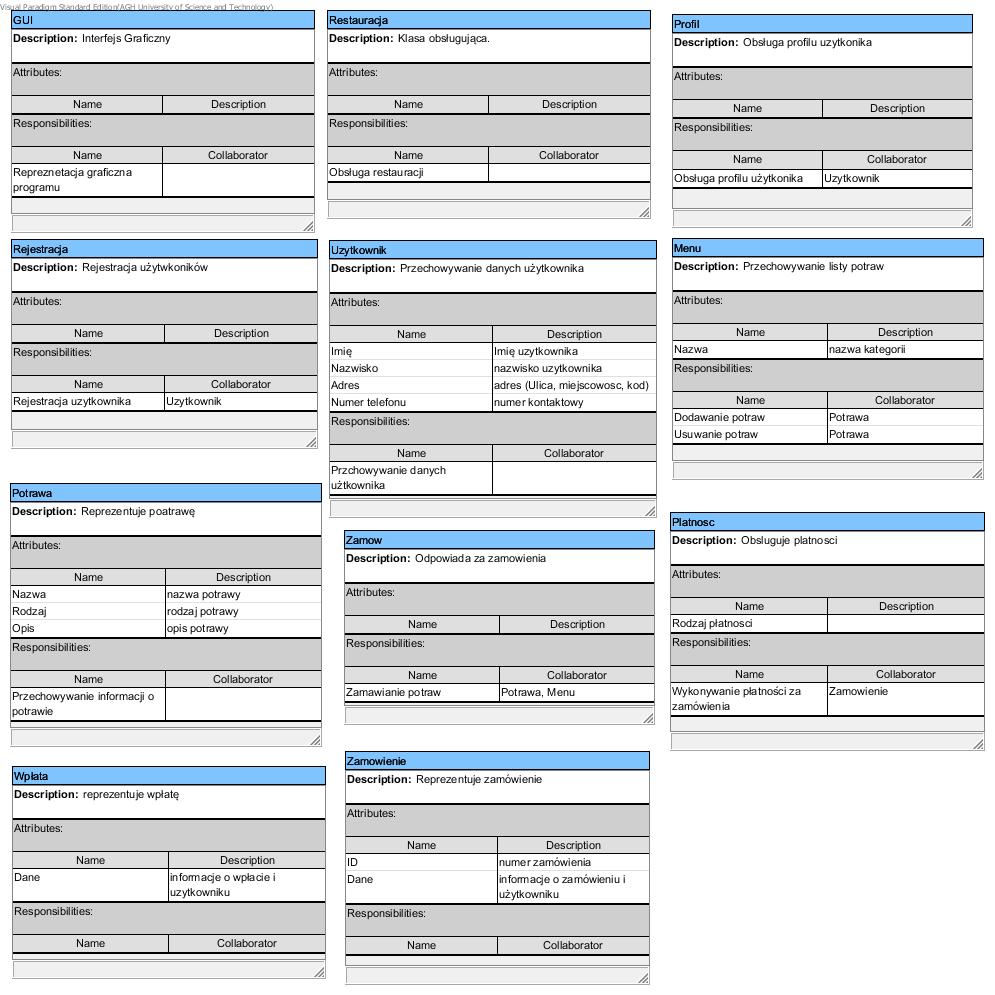 Visual Paradigm Standard Edition(AGH University of Science and Technology)
GUI
Description: Interfejs Graficzny
Attributes:
Name Description
Responsibilities:
Name Collaborator
Repreznetacja graficzna
programu
Restauracja
Description: Klasa obsługująca.
Attributes:
Name Description
Responsibilities:
Name Collaborator
Obsługa restauracji
Profil
Description: Obsługa profilu uzytkonika
Attributes:
Name Description
Responsibilities:
Name Collaborator
Obsługa profilu użytkonika Uzytkownik
Rejestracja
Description: Rejestracja użytwkoników
Attributes:
Name Description
Responsibilities:
Name Collaborator
Rejestracja uzytkownika Uzytkownik
Uzytkownik
Description: Przechowywanie danych użytkownika
Attributes:
Name Description
Imię Imię uzytkownika
Nazwisko nazwisko uzytkownika
Adres adres (Ulica, miejscowosc, kod)
Numer telefonu numer kontaktowy
Responsibilities:
Name Collaborator
Przchowywanie danych
użtkownika
Menu
Description: Przechowywanie listy potraw
Attributes:
Name Description
Nazwa nazwa kategorii
Responsibilities:
Name Collaborator
Dodawanie potraw Potrawa
Usuwanie potraw Potrawa
Potrawa
Description: Reprezentuje poatrawę
Attributes:
Name Description
Nazwa nazwa potrawy
Rodzaj rodzaj potrawy
Opis opis potrawy
Responsibilities:
Name Collaborator
Przechowywanie informacji o
potrawie
Zamow
Description: Odpowiada za zamowienia
Attributes:
Name Description
Responsibilities:
Name Collaborator
Zamawianie potraw Potrawa, Menu
Platnosc
Description: Obsluguje platnosci
Attributes:
Name Description
Rodzaj płatnosci
Responsibilities:
Name Collaborator
Wykonywanie płatności za Zamowienie
zamówienia
Wpłata
Description: reprezentuje wpłatę
Attributes:
Name Description
Dane informacje o wpłacie i
uzytkowniku
Responsibilities:
Name Collaborator
Zamowienie
Description: Reprezentuje zamówienie
Attributes:
Name Description
ID numer zamówienia
Dane informacje o zamówieniu i
użytkowniku
Responsibilities:
Name Collaborator